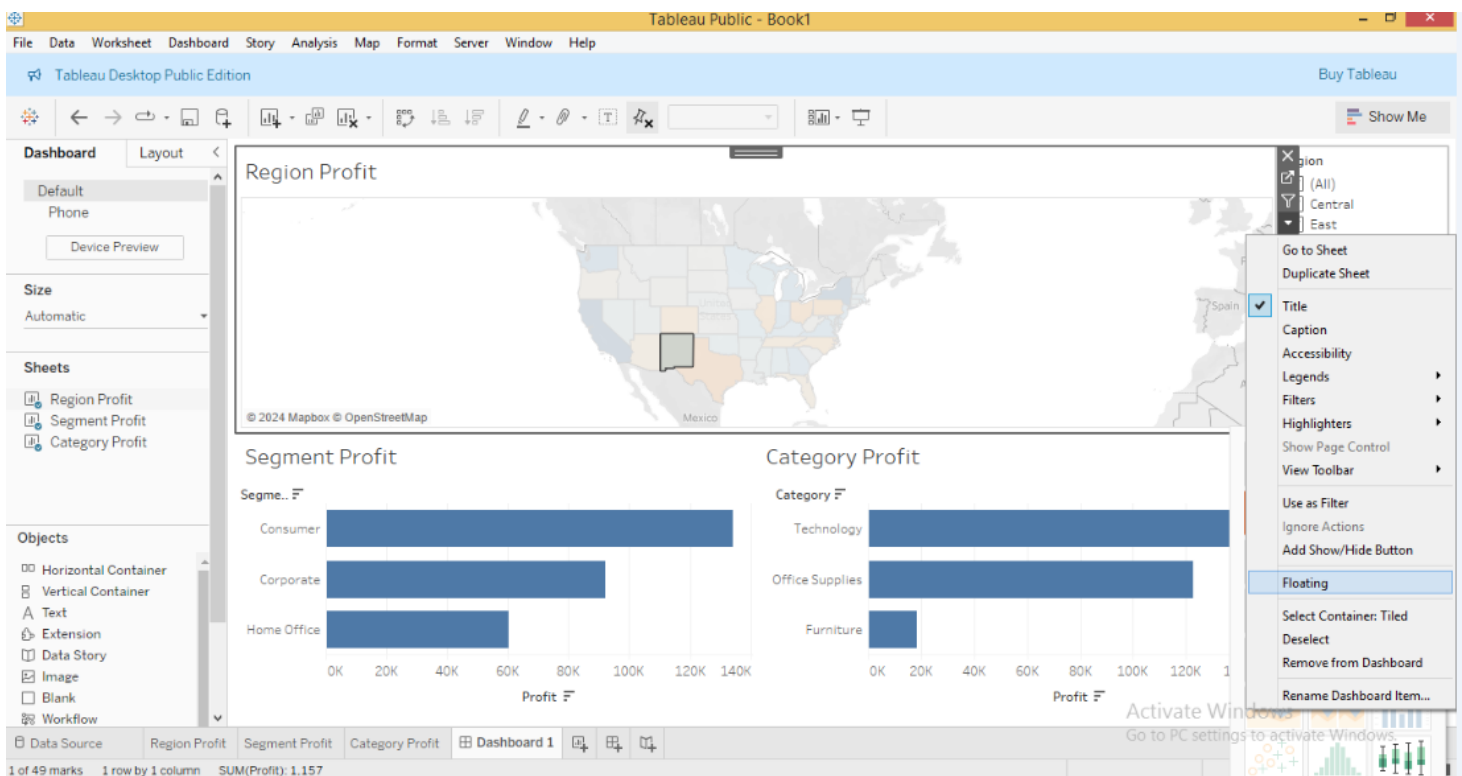 Tableau Public - Book1
File Data Worksheet Dashboard Story Analysis Map Format Server Window Help
Tableau Desktop Public Edition
Buy Tableau
Show Me
Dashboard Layout
Default
Phone
Device Preview
Size
Automatic
Sheets
Region Profit
Segment Profit
Category Profit
Objects
Horizontal Container
Vertical Container
Text
Extension
Data Story
Image
Blank
Workflow
Region Profit
United
States
Mexico
Spain
© 2024 Mapbox © OpenStreetMap
gion
(All)
Central
East
Segment Profit
Segme..
Consumer
Corporate
Home Office
0K 20K 40K 60K 80K 100K 120K 140K
Profit
Category Profit
Category
Technology
Office Supplies
Furniture
0K 20K 40K 60K 80K 100K 120K 1
Profit
Go to Sheet
Duplicate Sheet
Title
Caption
Accessibility
Legends
Filters
Highlighters
Show Page Control
View Toolbar
Use as Filter
Ignore Actions
Add Show/Hide Button
Floating
Select Container: Tiled
Deselect
Remove from Dashboard
Rename Dashboard Item...
Activate Windows
Go to PC settings to activate Windows.
Data Source Region Profit Segment Profit Category Profit Dashboard 1
1 of 49 marks 1 row by 1 column SUM(Profit): 1,157